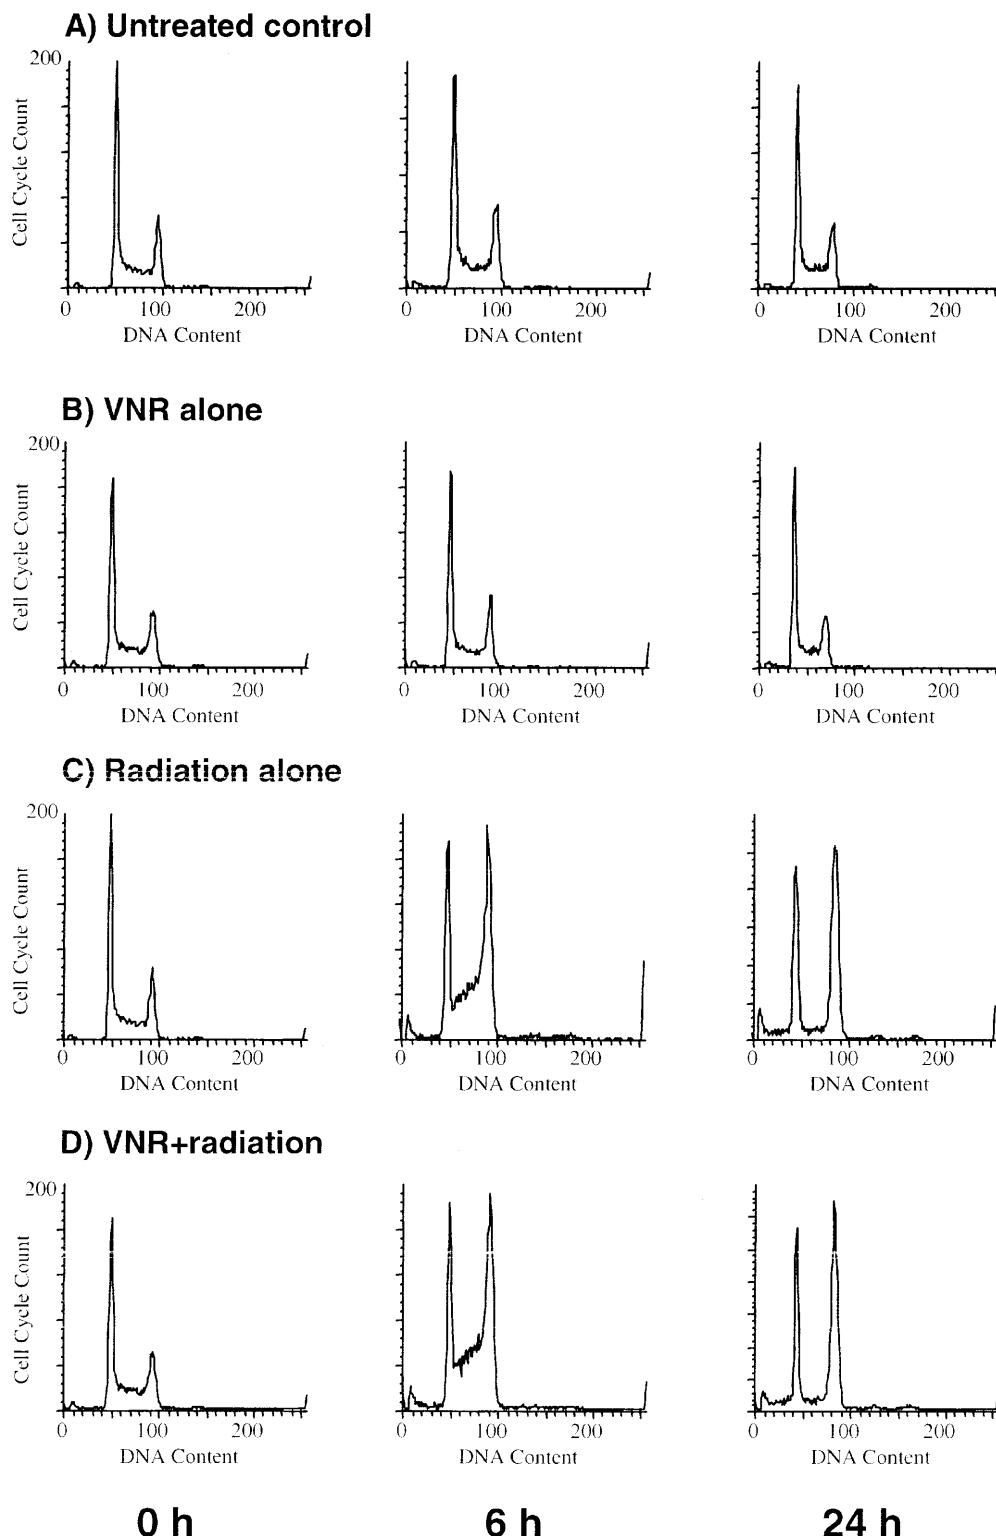 A) Untreated control
200
Cell Cycle Count
0 100 200
DNA Content
0 100 200
DNA Content
0 100 200
DNA Content
B) VNR alone
200
Cell Cycle Count
0 100 200
DNA Content
0 100 200
DNA Content
0 100 200
DNA Content
C) Radiation alone
200
Cell Cycle Count
0 100 200
DNA Content
0 100 200
DNA Content
0 100 200
DNA Content
D) VNR+radiation
200
Cell Cycle Count
0 100 200
DNA Content
0 100 200
DNA Content
0 100 200
DNA Content
0 h 6 h 24 h